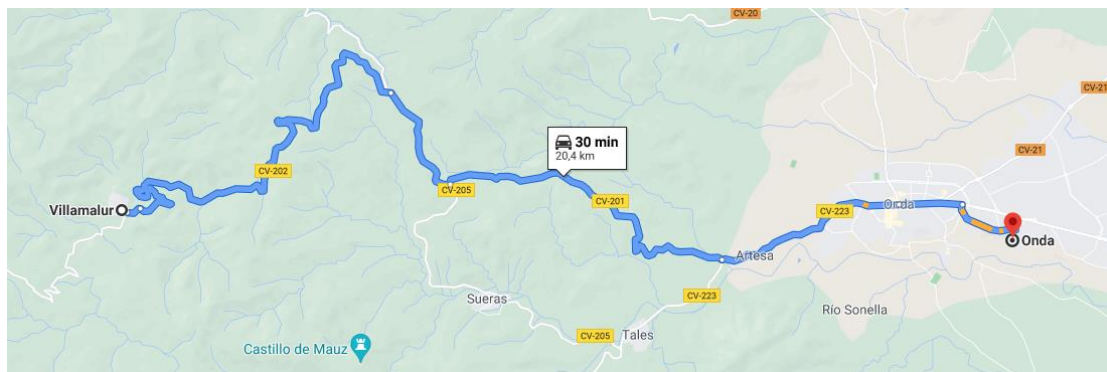 CV-20
CV-21
30 min
20,4 km
CV-21
CV-202
CV-205
CV-201
Villamalur
CV-223
Onda
Onda
Artesa
CV-223
Sueras
Río Sonella
CV-205
Tales
Castillo de Mauz